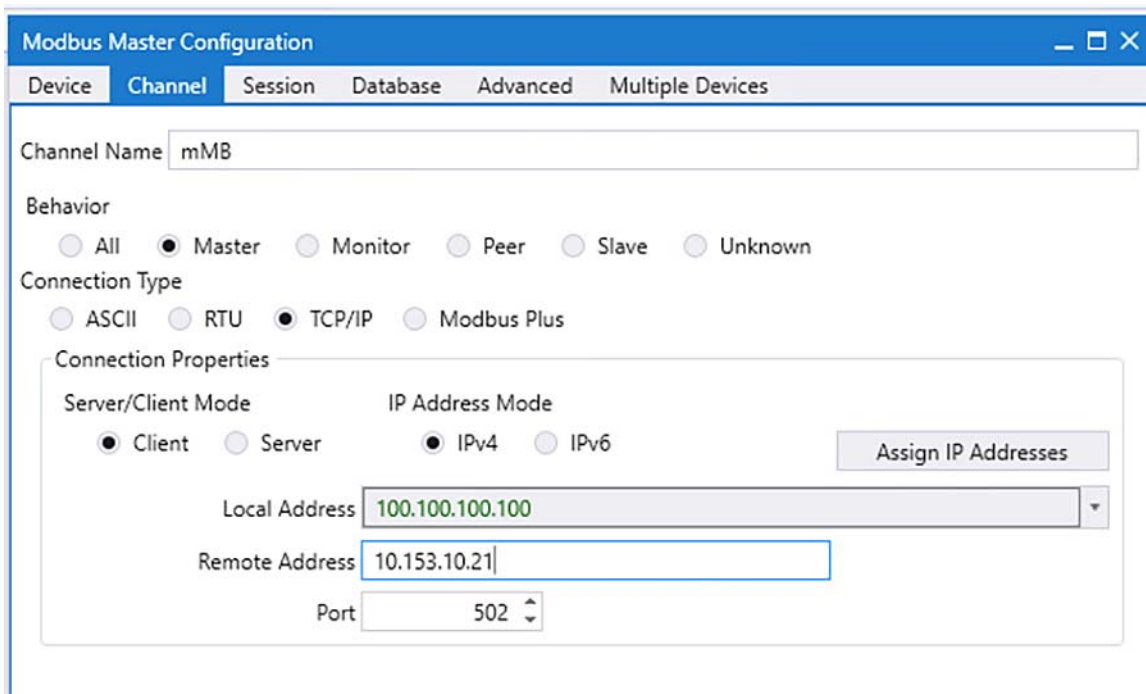 Modbus Master Configuration
Device Channel Session Database Advanced Multiple Devices
Channel Name mMB
Behavior
All Master Monitor Peer Slave Unknown
Connection Type
ASCII RTU TCP/IP Modbus Plus
Connection Properties
Server/Client Mode IP Address Mode
Client Server IPv4 IPv6 Assign IP Addresses
Local Address 100.100.100.100
Remote Address 10.153.10.21
Port 502